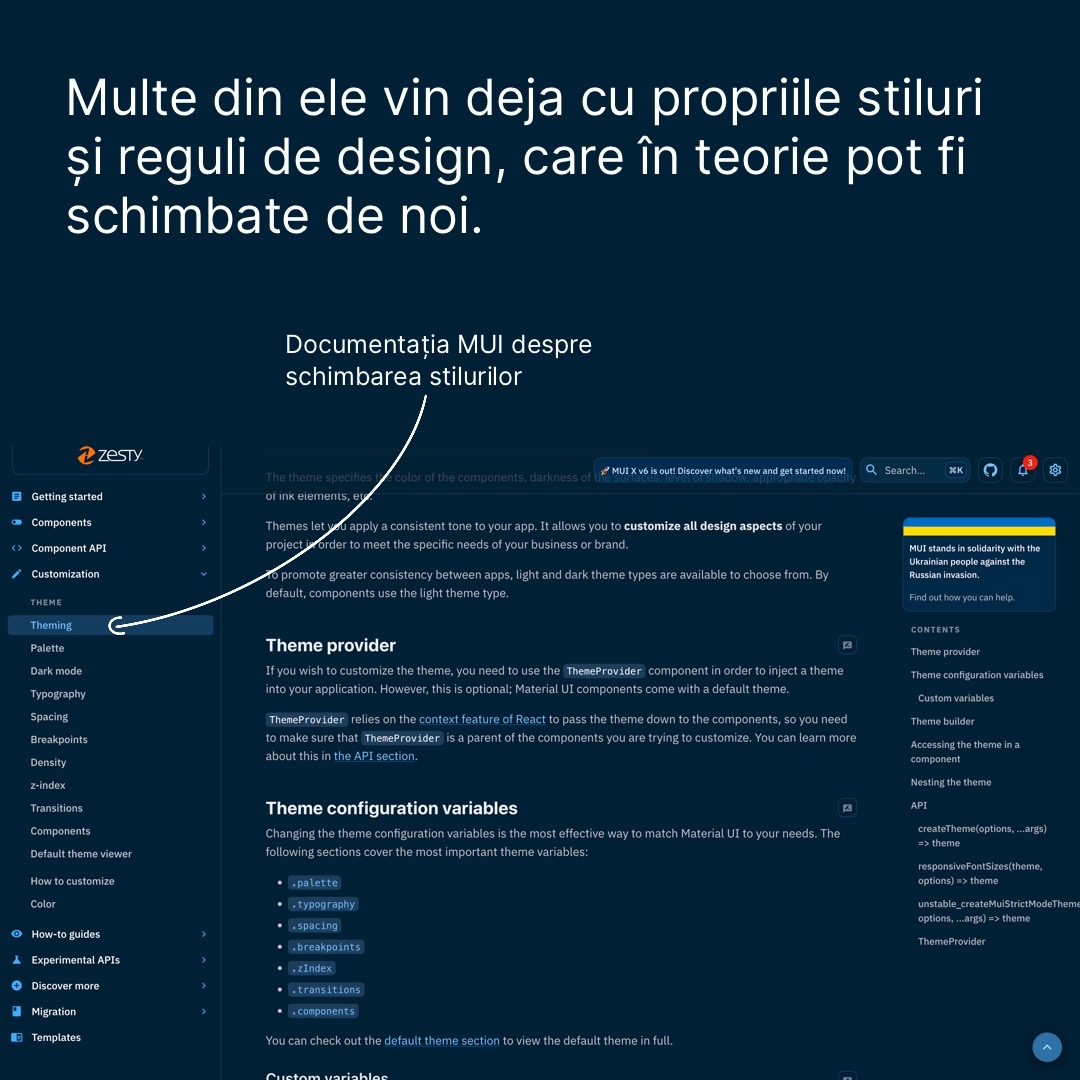 Multe din ele vin deja cu propriile stiluri
și reguli de design, care în teorie pot fi
schimbate de noi.
Documentația MUI despre
schimbarea stilurilor
ZESTY
Getting started
Components
Component API
Customization
THEME
Theming
Palette
Dark mode
Typography
Spacing
Breakpoints
Density
z-index
Transitions
Components
Default theme viewer
How to customize
Color
How-to guides
Experimental APIs
Discover more
Migration
Templates
🚀 MUI X v6 is out! Discover what's new and get started now!
Search...
⌘K
3
The theme specifies the color of the components, darkness of the surfaces, level of shadow, appropriate opacity
of ink elements, etc.
Themes let you apply a consistent tone to your app. It allows you to customize all design aspects of your
project in order to meet the specific needs of your business or brand.
To promote greater consistency between apps, light and dark theme types are available to choose from. By
default, components use the light theme type.
Theme provider
If you wish to customize the theme, you need to use the ThemeProvider component in order to inject a theme
into your application. However, this is optional; Material UI components come with a default theme.
ThemeProvider relies on the context feature of React to pass the theme down to the components, so you need
to make sure that ThemeProvider is a parent of the components you are trying to customize. You can learn more
about this in the API section.
Theme configuration variables
Changing the theme configuration variables is the most effective way to match Material UI to your needs. The
following sections cover the most important theme variables:
• .palette
• .typography
• .spacing
• .breakpoints
• .zIndex
• .transitions
• .components
You can check out the default theme section to view the default theme in full.
Custom variables
MUI stands in solidarity with the
Ukrainian people against the
Russian invasion.
Find out how you can help.
CONTENTS
Theme provider
Theme configuration variables
Custom variables
Theme builder
Accessing the theme in a
component
Nesting the theme
API
createTheme(options, ...args)
=> theme
responsiveFontSizes(theme,
options) => theme
unstable_createMuiStrictModeTheme
options, ...args) => theme
ThemeProvider